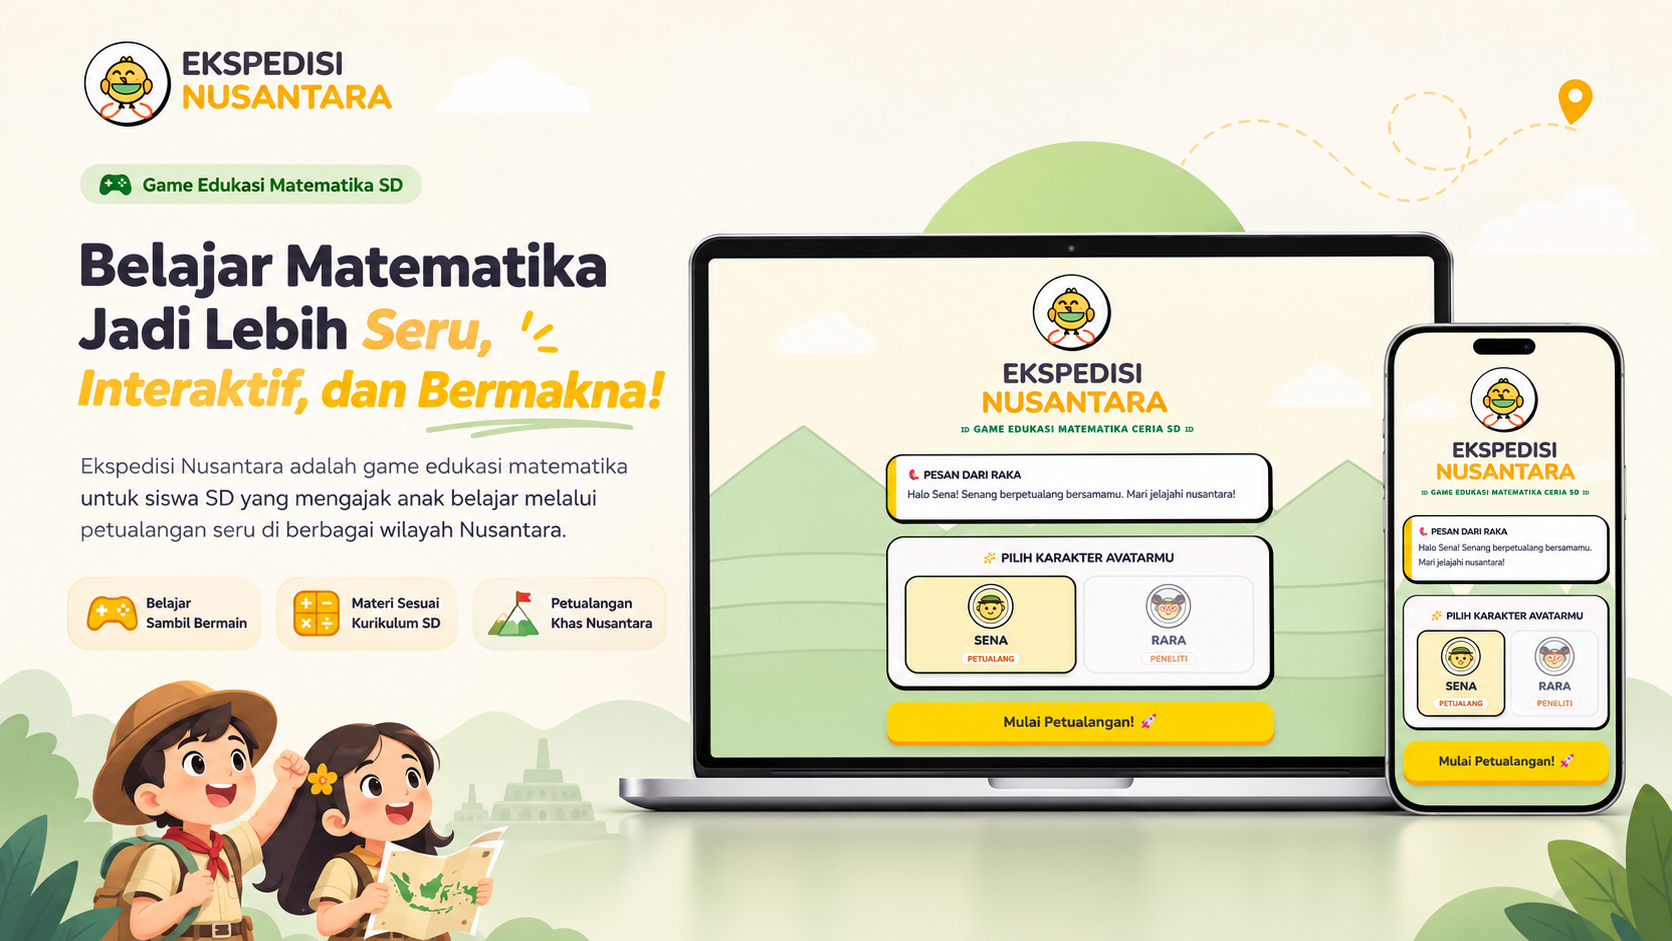 EKSPEDISI
NUSANTARA
Game Edukasi Matematika SD
Belajar Matematika
Jadi Lebih Seru,
Interaktif, dan Bermakna!
Ekspedisi Nusantara adalah game edukasi matematika
untuk siswa SD yang mengajak anak belajar melalui
petualangan seru di berbagai wilayah Nusantara.
Belajar
Sambil Bermain
Materi Sesuai
Kurikulum SD
Petualangan
Khas Nusantara
EKSPEDISI
NUSANTARA
ID GAME EDUKASI MATEMATIKA CERIA SD ID
PESAN DARI RAKA
Halo Sena! Senang berpetualang bersamamu. Mari jelajahi nusantara!
PILIH KARAKTER AVATARMU
SENA
PETUALANG
RARA
PENELITI
Mulai Petualangan!
EKSPEDISI
NUSANTARA
ID GAME EDUKASI MATEMATIKA CERIA SD ID
PESAN DARI RAKA
Halo Sena! Senang berpetualang bersamamu.
Mari jelajahi nusantara!
PILIH KARAKTER AVATARMU
SENA
PETUALANG
RARA
PENELITI
Mulai Petualangan!